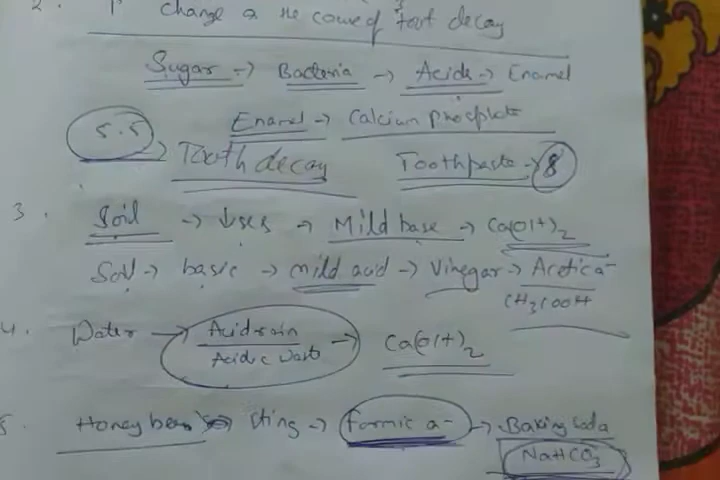 2. pH change as the cause of tooth decay
Sugar → Bacteria → Acids → Enamel
Enamel → Calcium phosphate
5.5 → Tooth decay Toothpaste → 8
3. Soil → → Mild base → Ca(OH)2
Soil → basic → mild acid → Vinegar → Acetic a-
CH3COOH
4. Water → Acid rain
Acidic Waste → Ca(OH)2
5. Honey bee sting → formic a- → Baking soda
NaHCO3